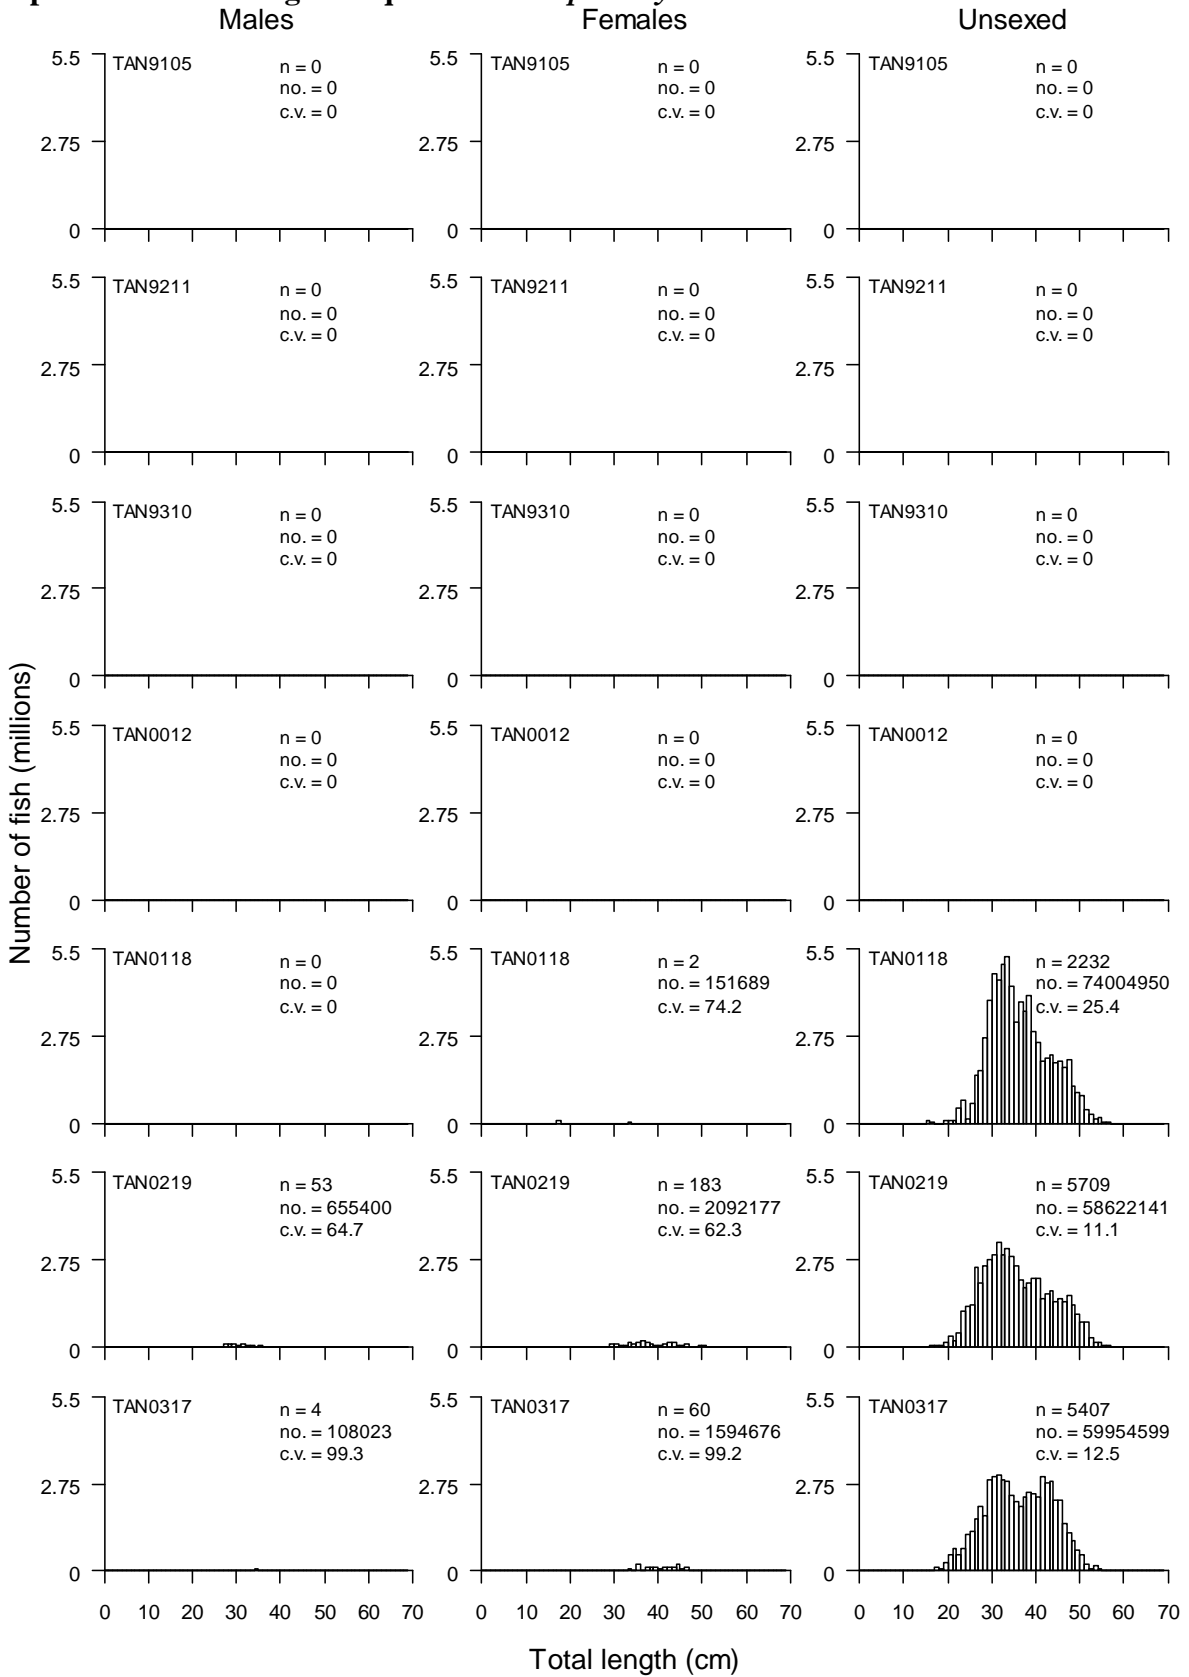 Males Females Unsexed
5.5 TAN9105 n = 0 5.5 TAN9105 n = 0 5.5 TAN9105 n = 0
no. = 0 no. = 0 no. = 0
c.v. = 0 c.v. = 0 c.v. = 0
2.75 2.75 2.75
0 0 0
5.5 TAN9211 n = 0 5.5 TAN9211 n = 0 5.5 TAN9211 n = 0
no. = 0 no. = 0 no. = 0
c.v. = 0 c.v. = 0 c.v. = 0
2.75 2.75 2.75
0 0 0
5.5 TAN9310 n = 0 5.5 TAN9310 n = 0 5.5 TAN9310 n = 0
no. = 0 no. = 0 no. = 0
c.v. = 0 c.v. = 0 c.v. = 0
2.75 2.75 2.75
0 0 0
Number of fish (millions)
5.5 TAN0012 n = 0 5.5 TAN0012 n = 0 5.5 TAN0012 n = 0
no. = 0 no. = 0 no. = 0
c.v. = 0 c.v. = 0 c.v. = 0
2.75 2.75 2.75
0 0 0
5.5 TAN0118 n = 0 5.5 TAN0118 n = 2 5.5 TAN0118 n = 2232
no. = 0 no. = 151689 no. = 74004950
c.v. = 0 c.v. = 74.2 c.v. = 25.4
2.75 2.75 2.75
0 0 0
5.5 TAN0219 n = 53 5.5 TAN0219 n = 183 5.5 TAN0219 n = 5709
no. = 655400 no. = 2092177 no. = 58622141
c.v. = 64.7 c.v. = 62.3 c.v. = 11.1
2.75 2.75 2.75
0 0 0
5.5 TAN0317 n = 4 5.5 TAN0317 n = 60 5.5 TAN0317 n = 5407
no. = 108023 no. = 1594676 no. = 59954599
c.v. = 99.3 c.v. = 99.2 c.v. = 12.5
2.75 2.75 2.75
0 0 0
0 10 20 30 40 50 60 70 0 10 20 30 40 50 60 70 0 10 20 30 40 50 60 70
Total length (cm)